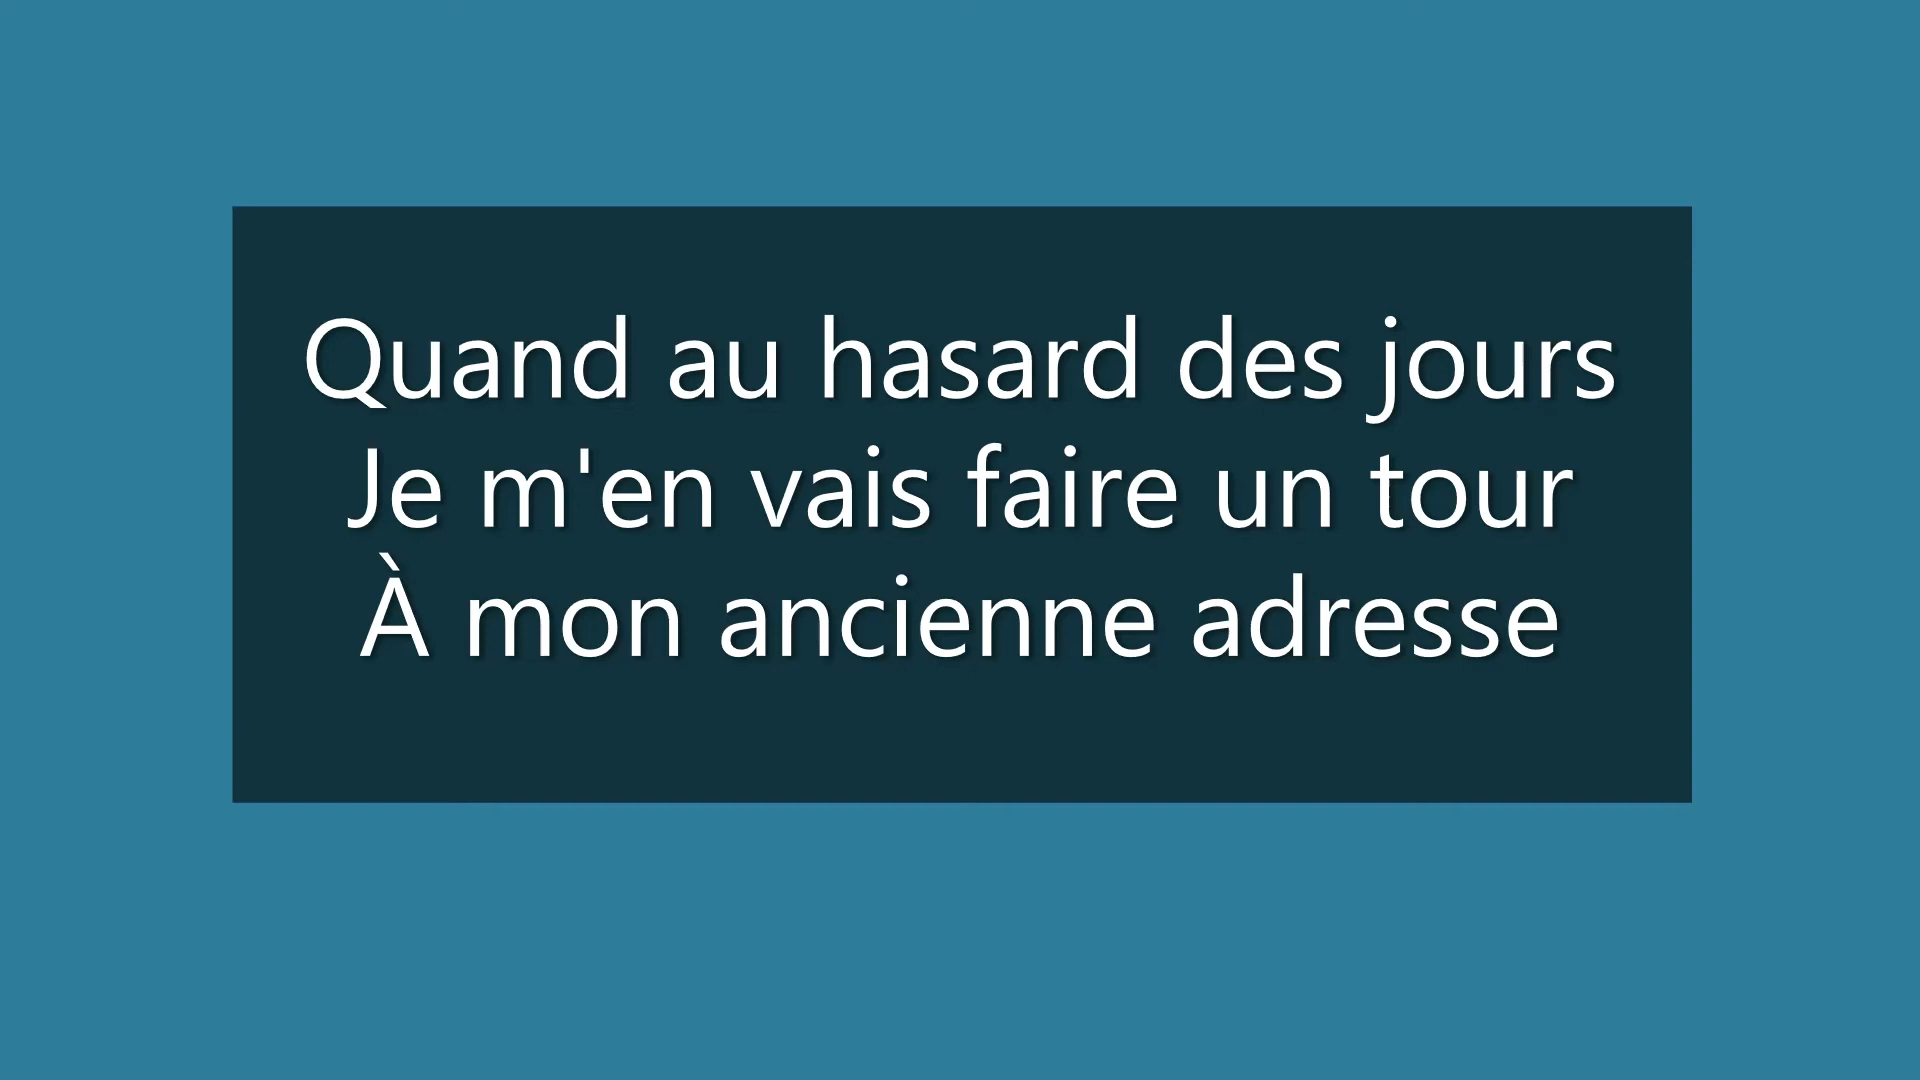 Quand au hasard des jours
Je m'en vais faire un tour
À mon ancienne adresse